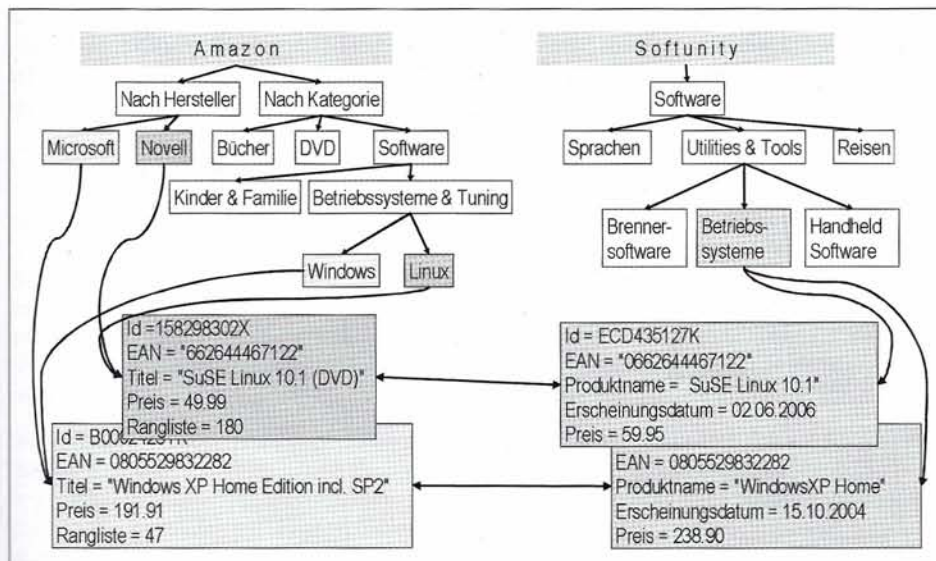 Amazon
Softunity
Nach Hersteller
Nach Kategorie
Software
Microsoft
Novell
Bücher
DVD
Software
Sprachen
Utilities & Tools
Reisen
Kinder & Familie
Betriebssysteme & Tuning
Brenner-
software
Betriebs-
systeme
Handheld
Software
Windows
Linux
Id =158298302X
EAN = "662644467122"
Titel = "SuSE Linux 10.1 (DVD)"
Preis = 49.99
Rangliste = 180
Id = ECD435127K
EAN = "0662644467122"
Produktname = SuSE Linux 10.1"
Erscheinungsdatum = 02.06.2006
Preis = 59.95
Id =
EAN = 0805529832282
Titel = "Windows XP Home Edition incl. SP2"
Preis = 191.91
Rangliste = 47
EAN = 0805529832282
Produktname = "WindowsXP Home"
Erscheinungsdatum = 15.10.2004
Preis = 238.90